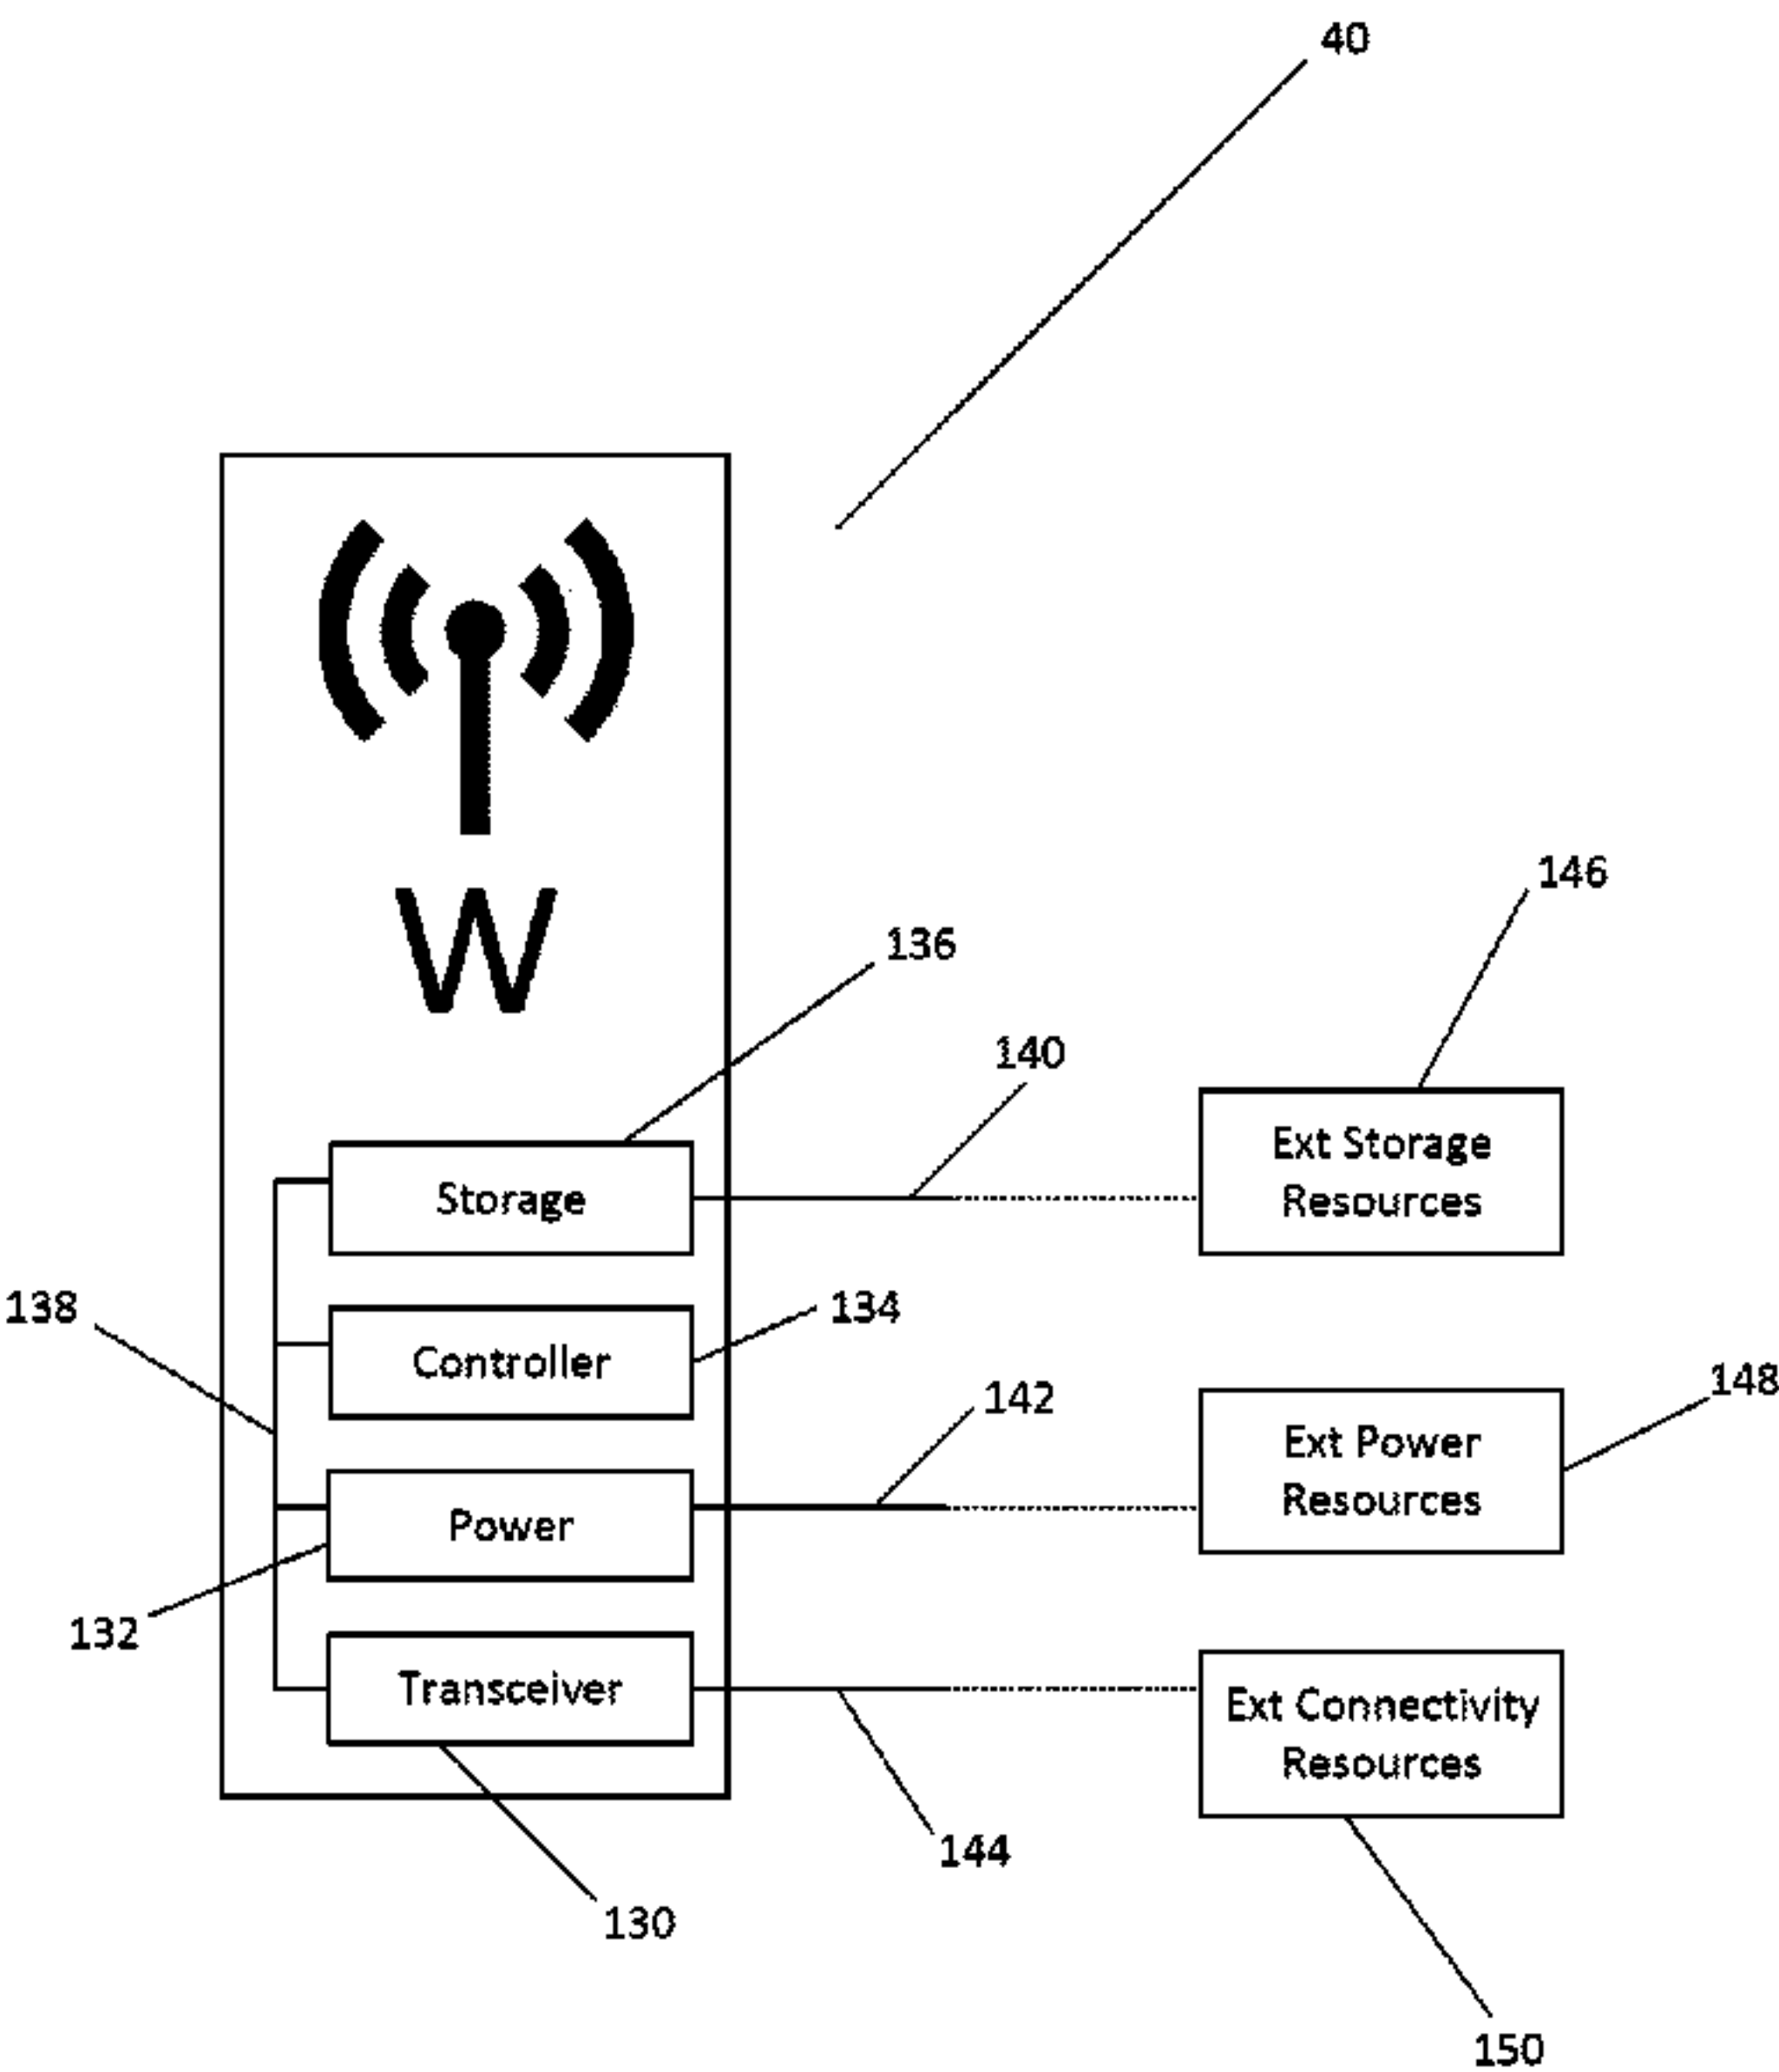 40
W
146
136
140
Ext Storage
Resources
Storage
138
134
Controller
142
148
Ext Power
Resources
Power
132
Transceiver
Ext Connectivity
Resources
144
130
150